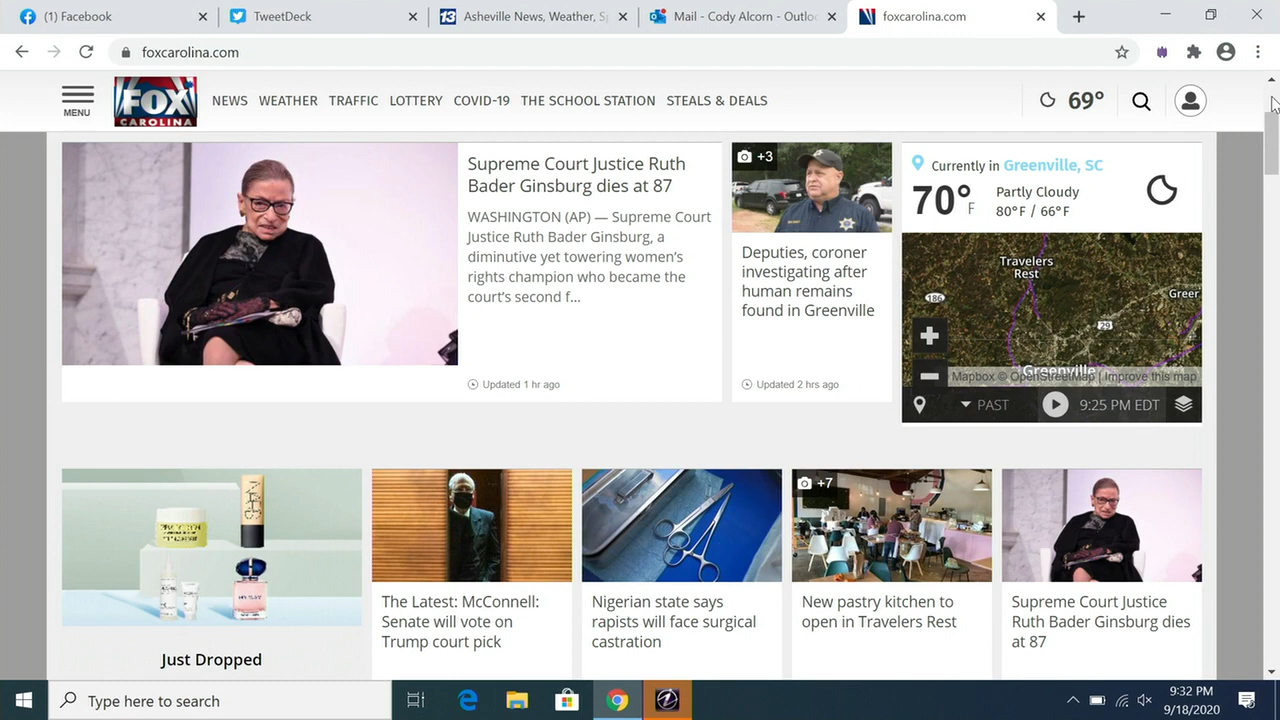 (1) Facebook
TweetDeck
Asheville News, Weather, Sp
Mail - Cody Alcorn - Outloo
foxcarolina.com
foxcarolina.com
MENU
FOX
CAROLINA
NEWS WEATHER TRAFFIC LOTTERY COVID-19 THE SCHOOL STATION STEALS & DEALS
69°
Supreme Court Justice Ruth
Bader Ginsburg dies at 87
WASHINGTON (AP) — Supreme Court
Justice Ruth Bader Ginsburg, a
diminutive yet towering women's
rights champion who became the
court's second f...
Updated 1 hr ago
+3
Deputies, coroner
investigating after
human remains
found in Greenville
Updated 2 hrs ago
Currently in Greenville, SC
70°F
Partly Cloudy
80°F / 66°F
Travelers
Rest
186
Greer
29
Greenville
Mapbox © OpenStreetMap | Improve this map
PAST
9:25 PM EDT
Just Dropped
The Latest: McConnell:
Senate will vote on
Trump court pick
Nigerian state says
rapists will face surgical
castration
+7
New pastry kitchen to
open in Travelers Rest
Supreme Court Justice
Ruth Bader Ginsburg dies
at 87
Type here to search
9:32 PM
9/18/2020